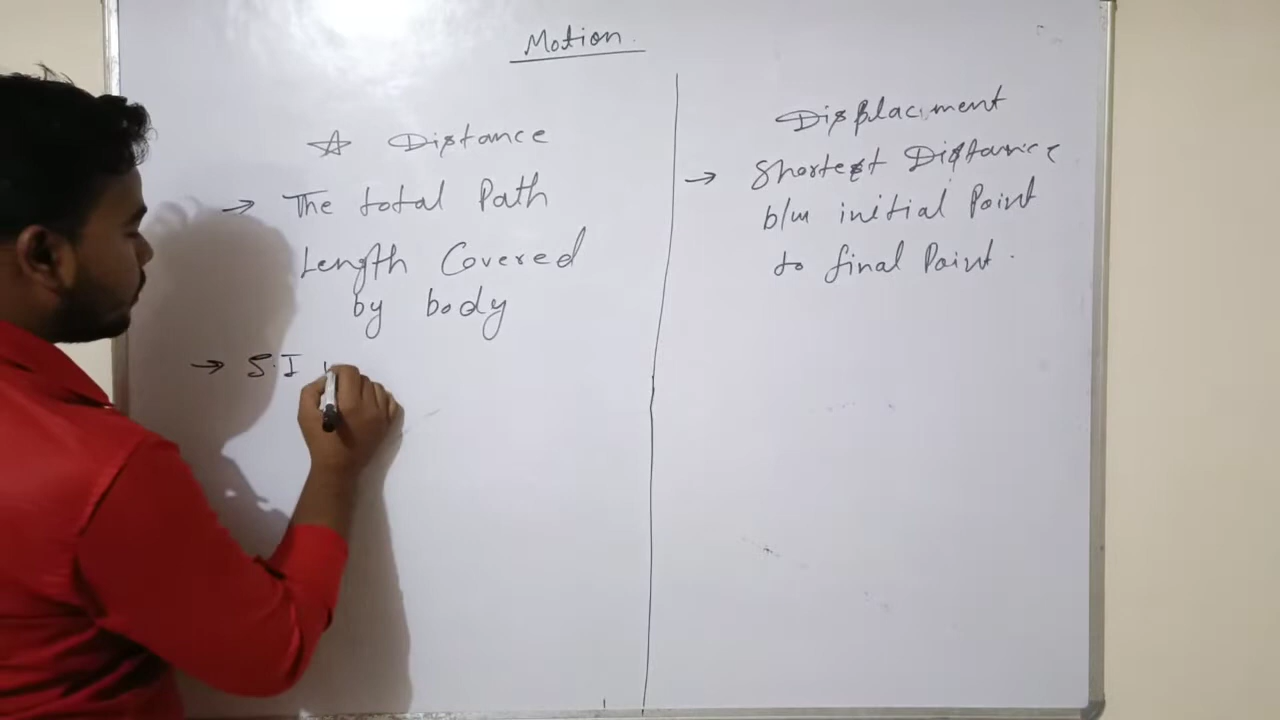 Motion.
☆ Distance
→ The total Path
Length Covered
by body
→ S.I
Displacement
→ Shortest Distance
b/w initial Point
to final Point.